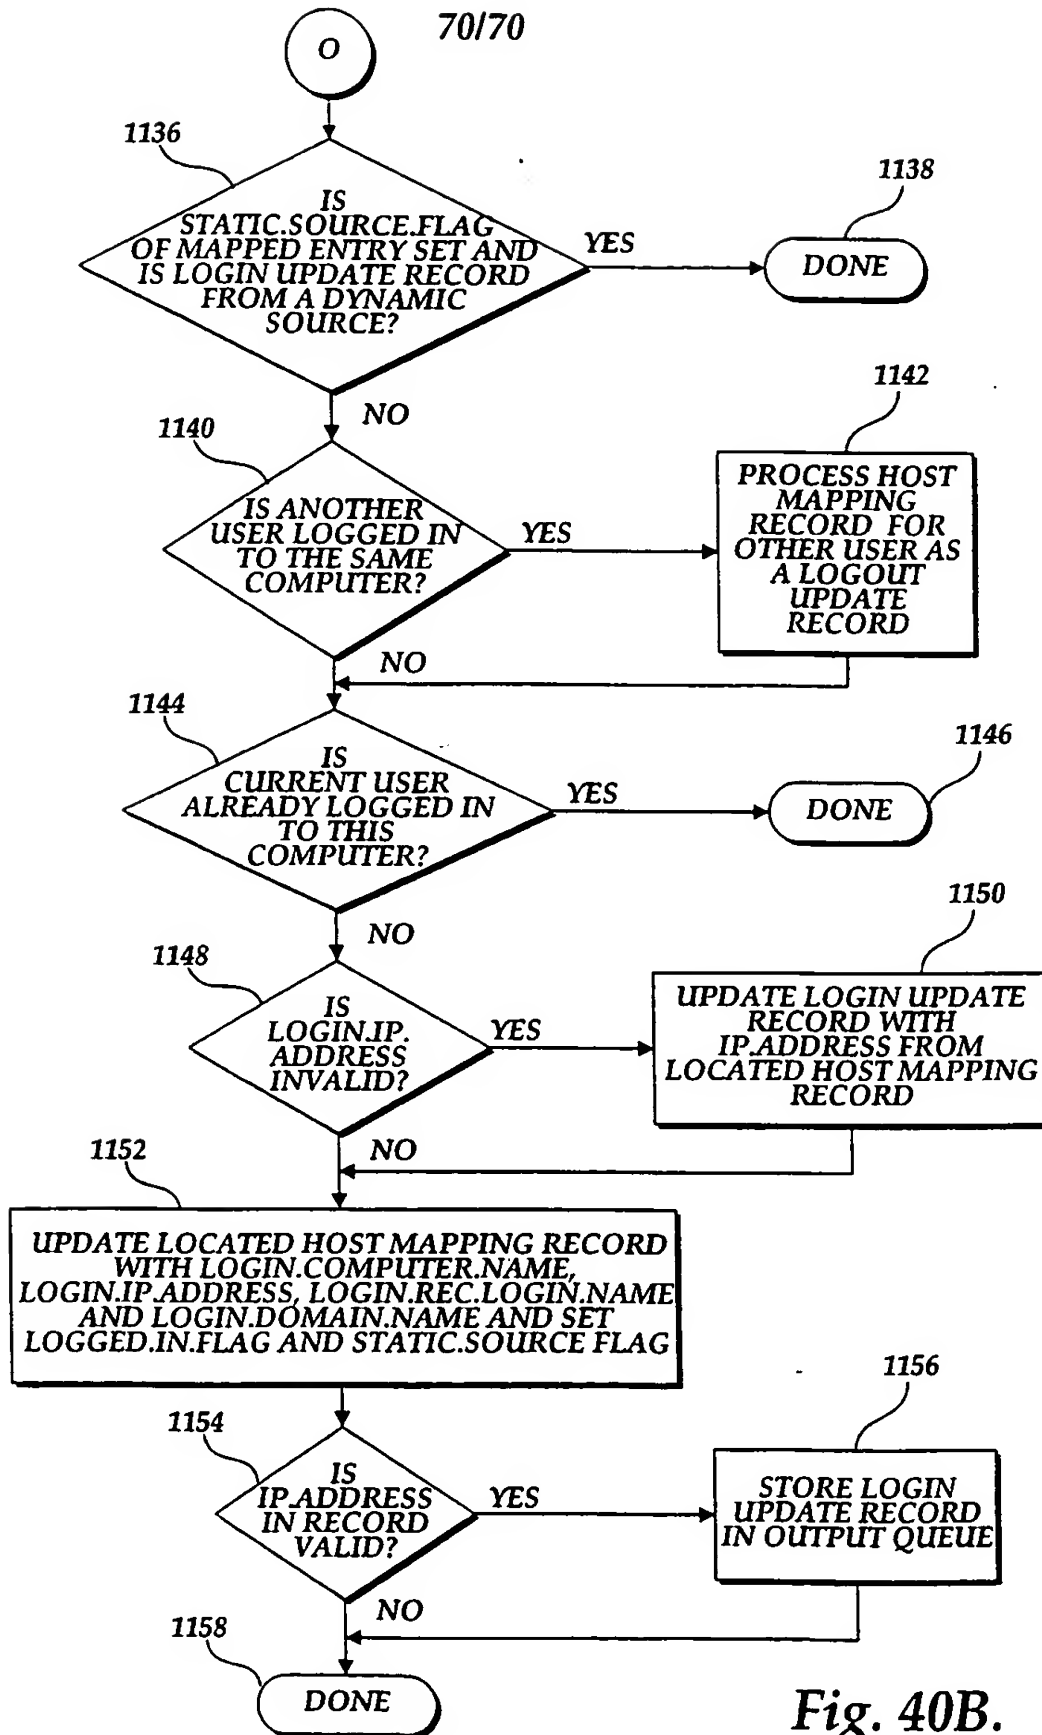 70/70
O
1136
IS
STATIC.SOURCE.FLAG
OF MAPPED ENTRY SET AND
IS LOGIN UPDATE RECORD
FROM A DYNAMIC
SOURCE?
YES
1138
DONE
NO
1140
IS ANOTHER
USER LOGGED IN
TO THE SAME
COMPUTER?
YES
1142
PROCESS HOST
MAPPING
RECORD FOR
OTHER USER AS
A LOGOUT
UPDATE
RECORD
NO
1144
IS
CURRENT USER
ALREADY LOGGED IN
TO THIS
COMPUTER?
YES
1146
DONE
NO
1148
IS
LOGIN.IP.
ADDRESS
INVALID?
YES
1150
UPDATE LOGIN UPDATE
RECORD WITH
IP.ADDRESS FROM
LOCATED HOST MAPPING
RECORD
NO
1152
UPDATE LOCATED HOST MAPPING RECORD
WITH LOGIN.COMPUTER.NAME,
LOGIN.IP.ADDRESS, LOGIN.REC.LOGIN.NAME
AND LOGIN.DOMAIN.NAME AND SET
LOGGED.IN.FLAG AND STATIC.SOURCE FLAG
1154
IS
IP.ADDRESS
IN RECORD
VALID?
YES
1156
STORE LOGIN
UPDATE RECORD
IN OUTPUT QUEUE
NO
1158
DONE
Fig. 40B.